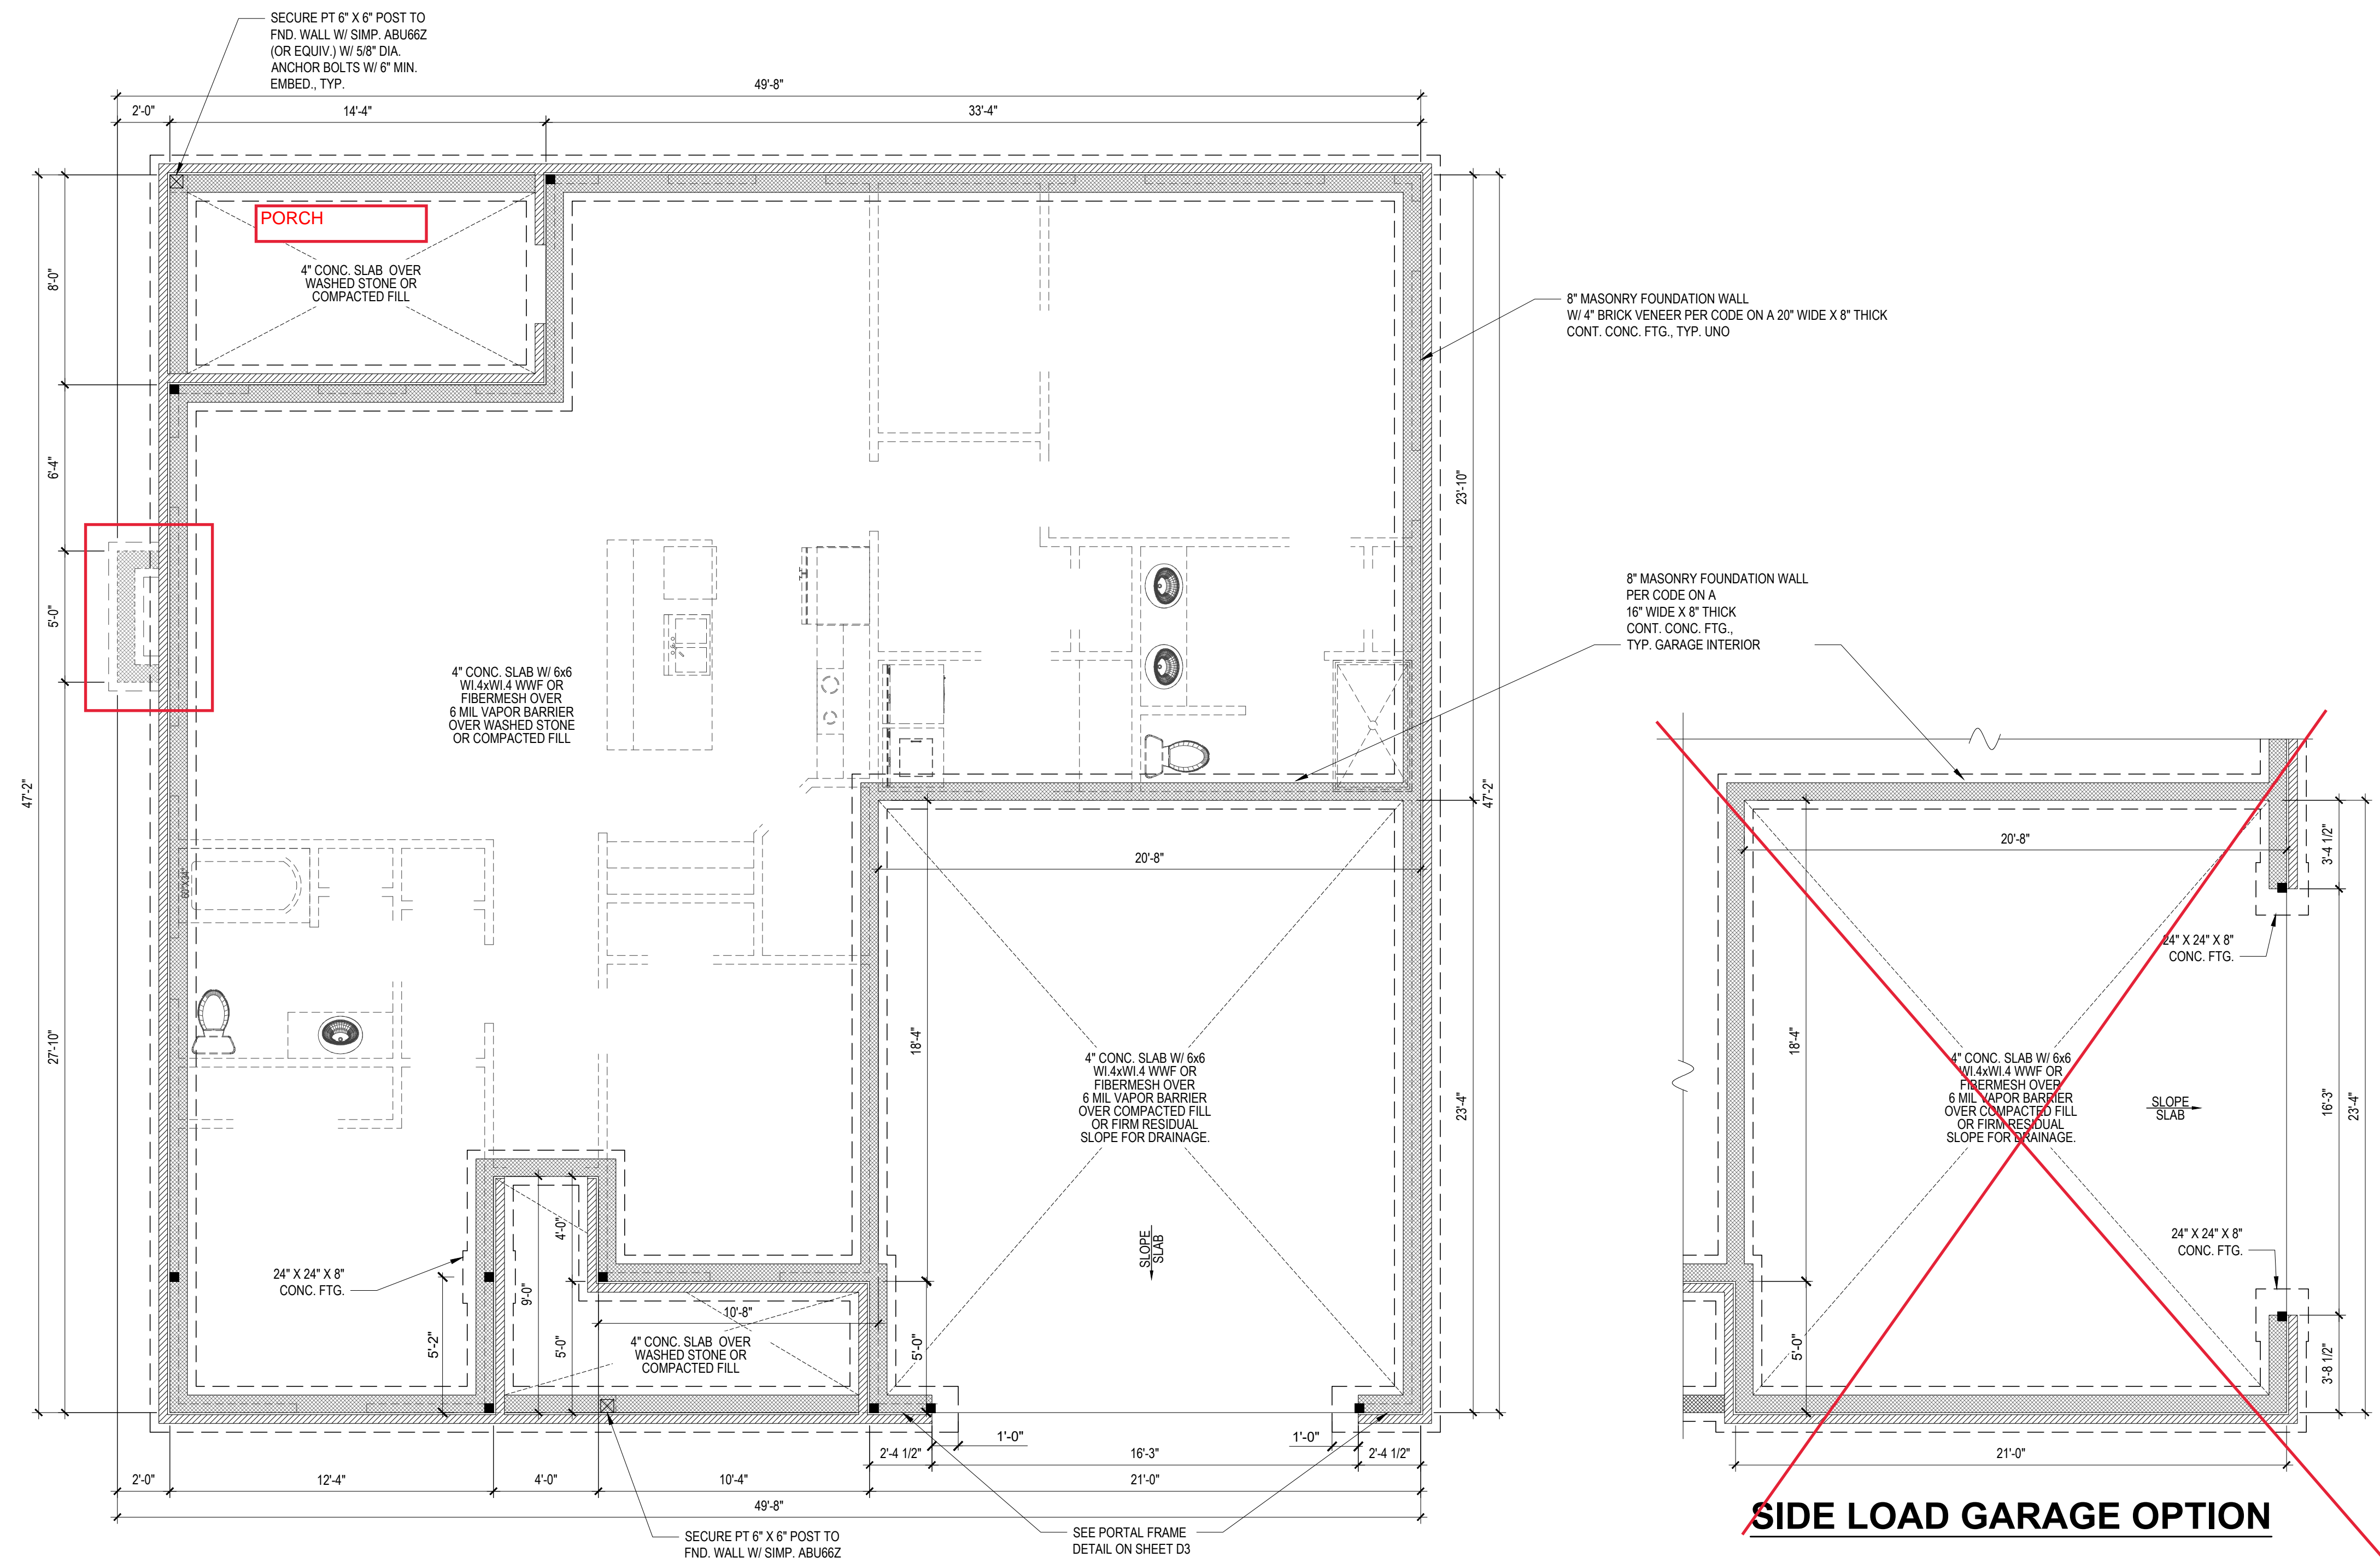 SECURE PT 6" X 6" POST TO
FND. WALL W/ SIMP. ABU66Z
(OR EQUIV.) W/ 5/8" DIA.
ANCHOR BOLTS W/ 6" MIN.
EMBED., TYP.
49'-8"
2'-0"
14'-4"
33'-4"
PORCH
4" CONC. SLAB OVER
WASHED STONE OR
COMPACTED FILL
8'-0"
6'-4"
5'-0"
47'-2"
27'-10"
23'-10"
47'-2"
23'-4"
8" MASONRY FOUNDATION WALL
W/ 4" BRICK VENEER PER CODE ON A 20" WIDE X 8" THICK
CONT. CONC. FTG., TYP. UNO
8" MASONRY FOUNDATION WALL
PER CODE ON A
16" WIDE X 8" THICK
CONT. CONC. FTG.,
TYP. GARAGE INTERIOR
4" CONC. SLAB W/ 6x6
WI.4xWI.4 WWF OR
FIBERMESH OVER
6 MIL VAPOR BARRIER
OVER WASHED STONE
OR COMPACTED FILL
60"X34"
20'-8"
18'-4"
4" CONC. SLAB W/ 6x6
WI.4xWI.4 WWF OR
FIBERMESH OVER
6 MIL VAPOR BARRIER
OVER COMPACTED FILL
OR FIRM RESIDUAL
SLOPE FOR DRAINAGE.
SLOPE
SLAB
24" X 24" X 8"
CONC. FTG.
5'-2"
9'-0"
4'-0"
5'-0"
10'-8"
4" CONC. SLAB OVER
WASHED STONE OR
COMPACTED FILL
5'-0"
1'-0"
1'-0"
2'-4 1/2"
16'-3"
2'-4 1/2"
2'-0"
12'-4"
4'-0"
10'-4"
21'-0"
49'-8"
SECURE PT 6" X 6" POST TO
FND. WALL W/ SIMP. ABU66Z
SEE PORTAL FRAME
DETAIL ON SHEET D3
20'-8"
3'-4 1/2"
24" X 24" X 8"
CONC. FTG.
18'-4"
4" CONC. SLAB W/ 6x6
WI.4xWI.4 WWF OR
FIBERMESH OVER
6 MIL VAPOR BARRIER
OVER COMPACTED FILL
OR FIRM RESIDUAL
SLOPE FOR DRAINAGE.
SLOPE
SLAB
16'-3"
23'-4"
24" X 24" X 8"
CONC. FTG.
5'-0"
3'-8 1/2"
21'-0"
SIDE LOAD GARAGE OPTION